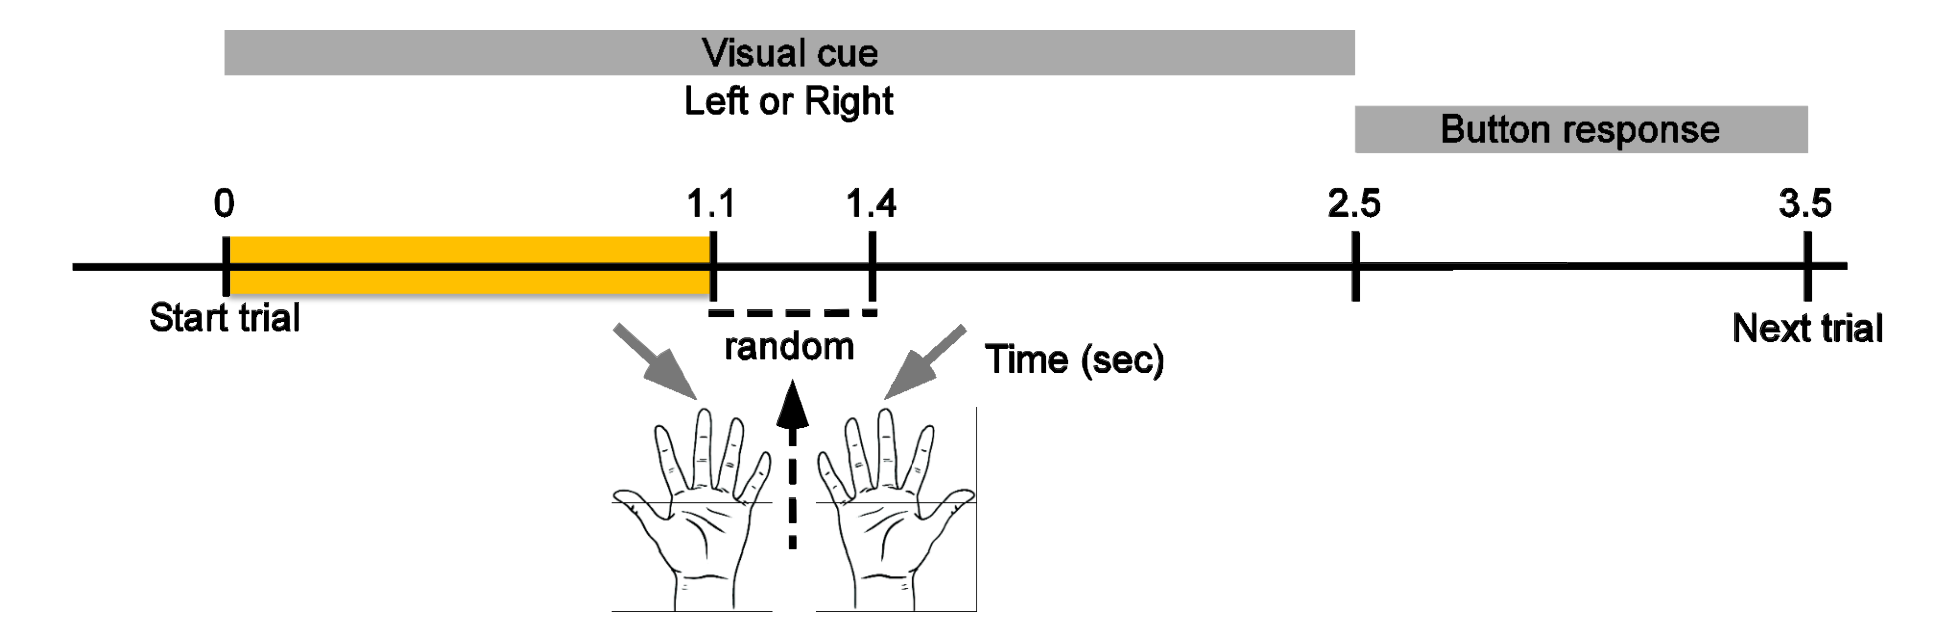 Visual cue
Left or Right
Button response
0 1.1 1.4 2.5 3.5
Start trial
random
Time (sec)
Next trial